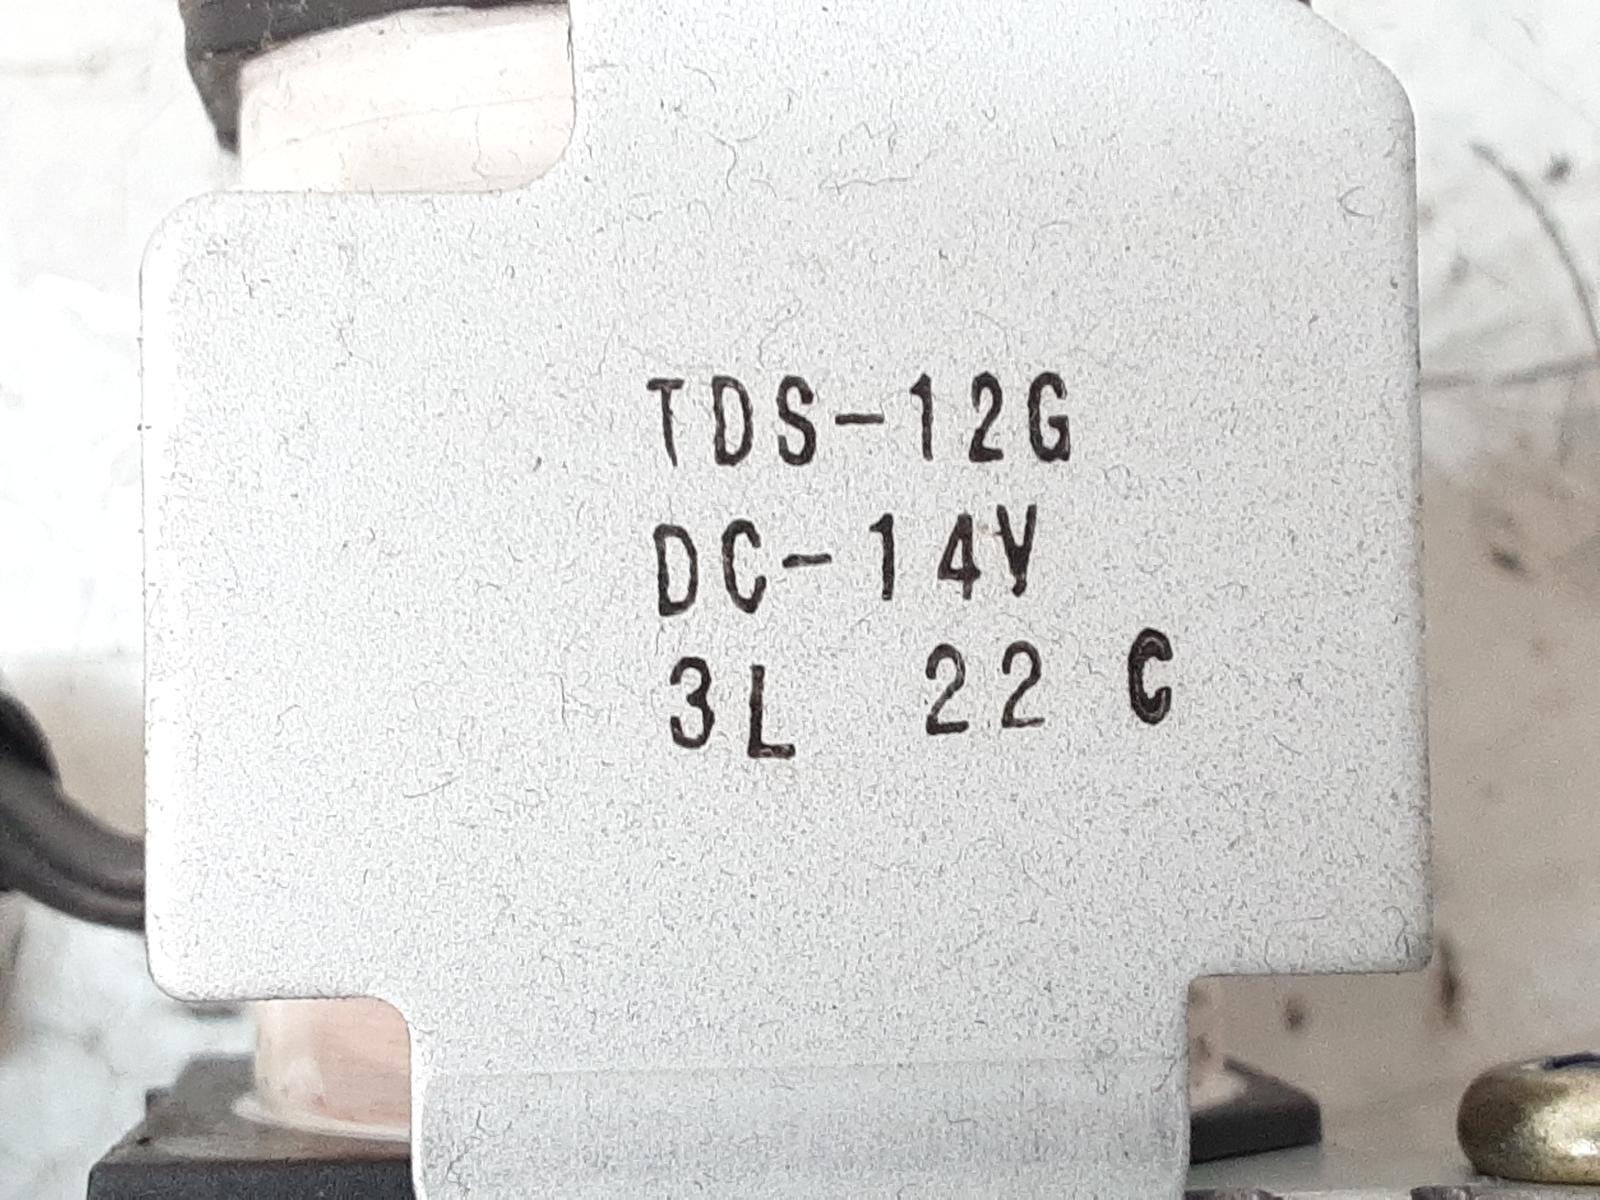 TDS-12G
DC-14V
3L 22 C